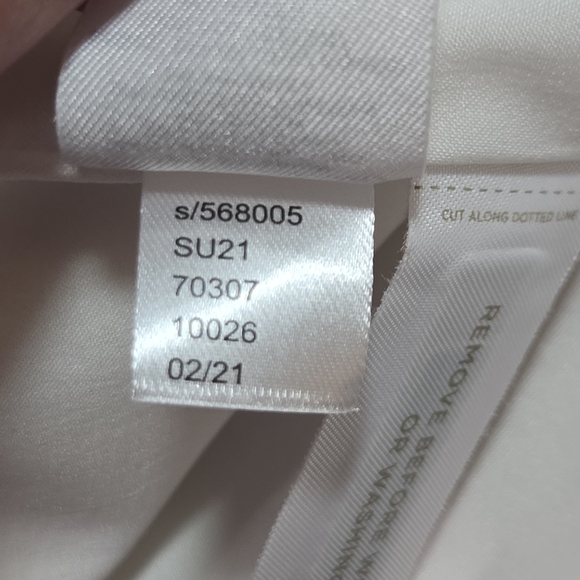 s/568005
SU21
70307
10026
02/21
CUT ALONG DOTTED LINE
REMOVE BEFORE
OR WASHING